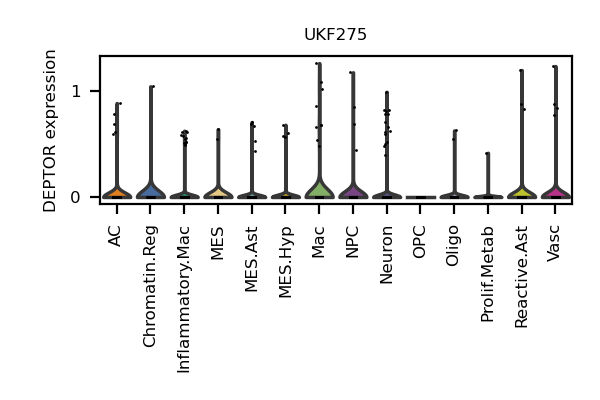 UKF275
DEPTOR expression
1
0
AC
Chromatin.Reg
Inflammatory.Mac
MES
MES.Ast
MES.Hyp
Mac
NPC
Neuron
OPC
Oligo
Prolif.Metab
Reactive.Ast
Vasc